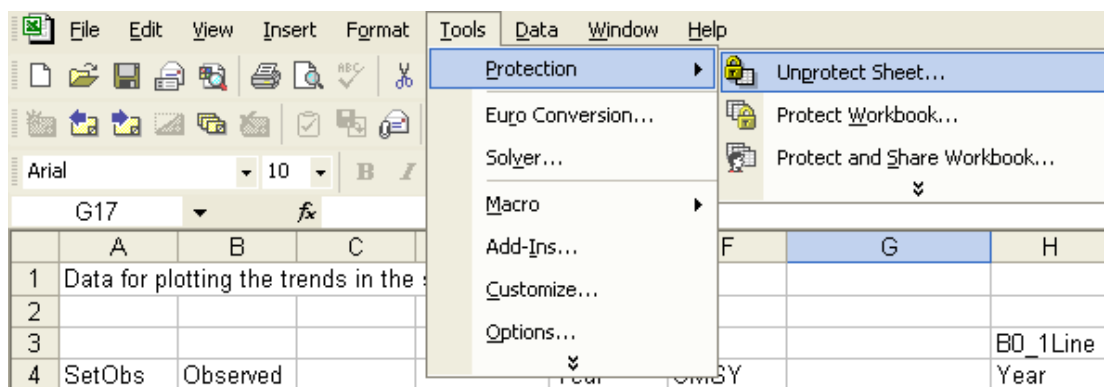 File Edit View Insert Format Tools Data Window Help
Protection
Unprotect Sheet...
ABC
Euro Conversion...
Protect Workbook...
Solver...
Protect and Share Workbook...
Arial 10 B I
Macro
G17 fx
Add-Ins...
A B C F G H
1 Data for plotting the trends in the
Customize...
2
Options...
3 B0_1Line
4 SetObs Observed Year